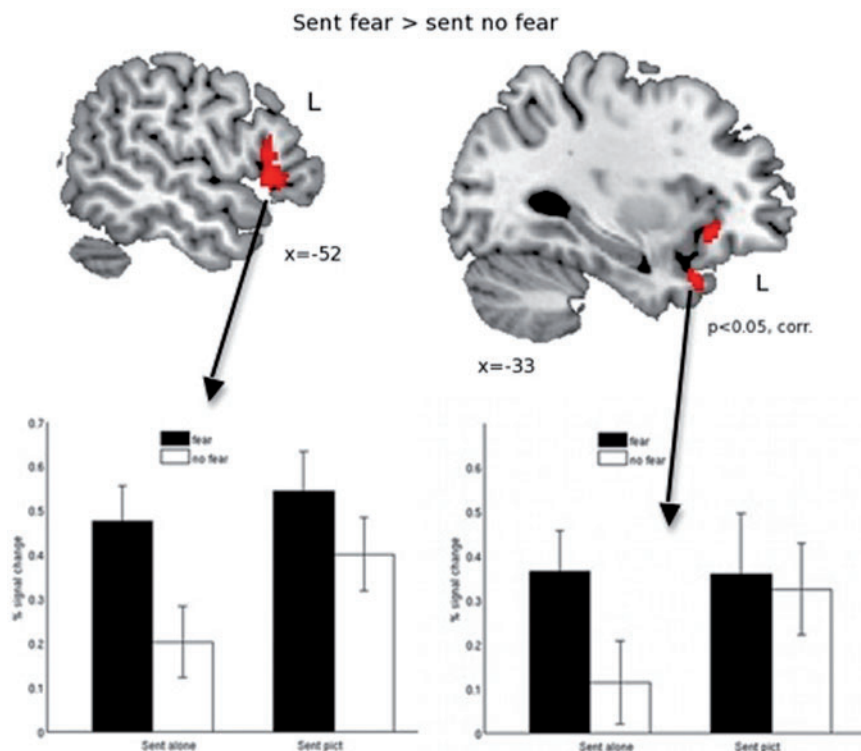 Sent fear > sent no fear
L
x=-52
L
p<0.05, corr.
x=-33
0.7
0.6
0.5
0.4
0.3
0.2
0.1
0
% signal change
fear
no fear
Sent alone
Sent pict
0.6
0.5
0.4
0.3
0.2
0.1
0
% signal change
fear
no fear
Sent alone
Sent pict